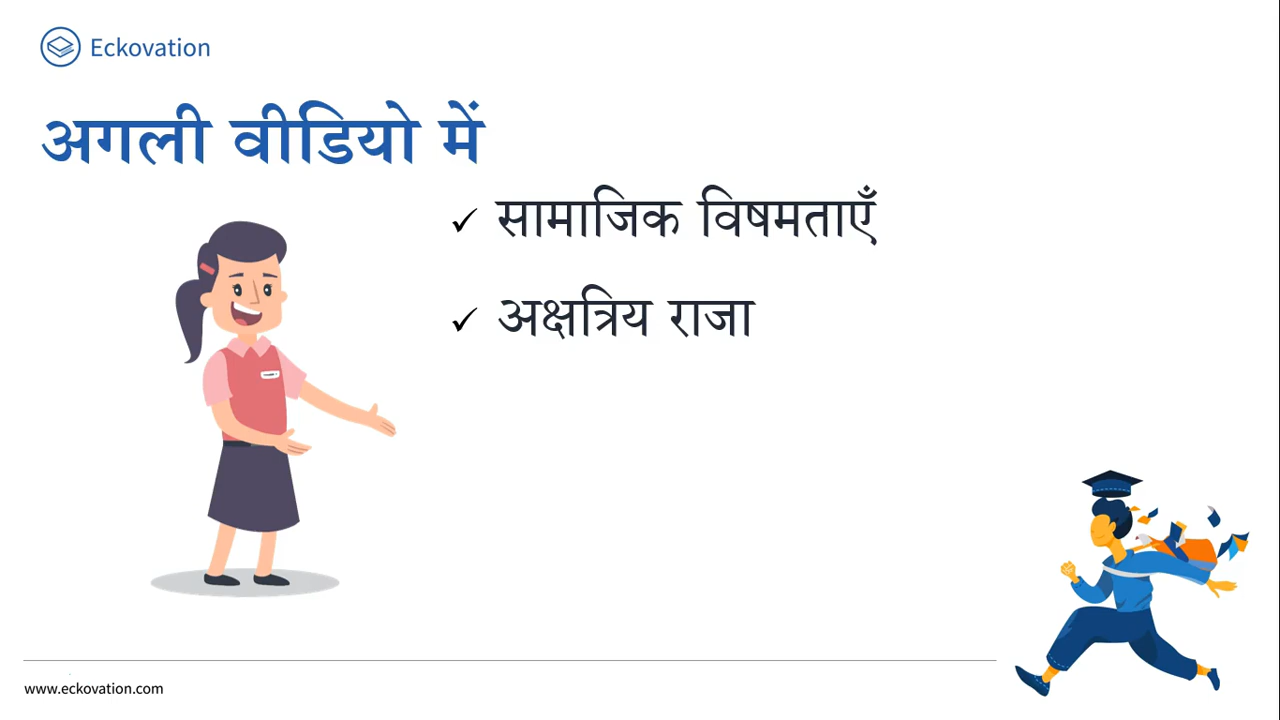 Eckovation
अगली वीडियो में
✓ सामाजिक विषमताएँ
✓ अक्षत्रिय राजा
www.eckovation.com